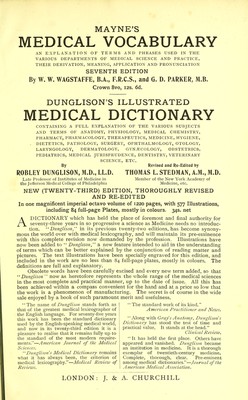 MAYNE'S
MEDICAL VOCABULARY
AN EXPLANATION OF TERMS AND PHRASES USED IN THE
VARIOUS DEPARTMENTS OF MEDICAL SCIENCE AND PRACTICE,
THEIR DERIVATION, MEANING, APPLICATION AND PRONUNCIATION
SEVENTH EDITION
By W. W. WAGSTAFFE, B.A., F.R.C.S., and G. D. PARKER, M.B.
Crown 8vo, 12s. 6d.
DUNGLISON'S ILLUSTRATED
MEDICAL DICTIONARY
CONTAINING A FULL EXPLANATION OF THE VARIOUS SUBJECTS
AND TERMS OF ANATOMY, PHYSIOLOGY, MEDICAL CHEMISTRY,
PHARMACY, PHARMACOLOGY, THERAPEUTICS, MEDICINE, HYGIENE,
DIETETICS, PATHOLOGY, SURGERY, OPHTHALMOLOGY, OTOLOGY,
LARYNGOLOGY, DERMATOLOGY, GYNECOLOGY, OBSTETRICS,
PEDIATRICS, MEDICAL JURISPRUDENCE, DENTISTRY, VETERINARY
SCIENCE, ETC.
By
ROBLEY DUNGLISON, M.D., LL.D.
Late Professor of Institutes of Medicine in
the Jefferson Medical College of Philadelphia
Revised and Re-edited by
THOMAS L. STEDMAN, A.M., M.D.
Member of the New York Academy of
Medicine, etc.
NEW (TWENTY-THIRD) EDITION, THOROUGHLY REVISED
AND RE-EDITED
In one magnificent imperial octavo volume of 1220 pages, with 577 Illustrations,
including 84 full-page Plates, mostly in colours 32s. net
A DICTIONARY which has held the place of foremost and final authority for
seventy-three years in so progressive a science as Medicine needs no introduction.
"Dunglison," in its previous twenty-two editions, has become synonymous
the world over with medical lexicography, and will maintain its pre-eminence
with this complete revision now demanded by the profession. Illustrations have
now been added to "Dunglison," a new feature intended to aid in the understanding
of terms which can be better explained by the conjunction of reading-matter and
pictures. The text illustrations have been specially engraved for this edition, and
included in the work are no less than 84 full-page plates, mostly in colours. The
definitions are full and explanatory.
Obsolete words have been carefully revised and every new term added, so that
"Dunglison" now as heretofore represents the whole range of the medical sciences
in the most complete and practical manner, up to the date of issue. All this has
been achieved within a compass convenient for the hand and at a price so low that
the work is a phenomenon of manufacturing. The secret is of course in the wide
sale enjoyed by a book of such paramount merit and usefulness.
"The name of Dunglison stands forth as
that of the greatest medical lexicographer of
the English language. For seventy-five years
this work has been the standard dictionary
used by the English-speaking medical world,
and now in its twenty-third edition it is a
pleasure to realize that it remains fully up to
the standard of the most modern require-
ments."—American Journal of the Medical
Sciences.
"Dunglison's Medical Dictionary remains
what it has always been, the criterion of
medical lexicography."—Medical Review of
Reviews.
"The standard work of its kind."
American Practitioner and News.
"Along with Gray's Anatomy, Dunglison's
Dictionary has stood the test of time and
practical value. It stands at the head."
Clinical Review.
"It has held the first place. Others have
appeared and vanished. Dunglison became
an institution in medicine, and is a thorough
exemplar of twentieth-century medicine.
Complete, thorough, clear. Pre-eminent
among medical dictionaries."—Journal of the
American Medical Association.
LONDON: J. & A. CHURCHILL